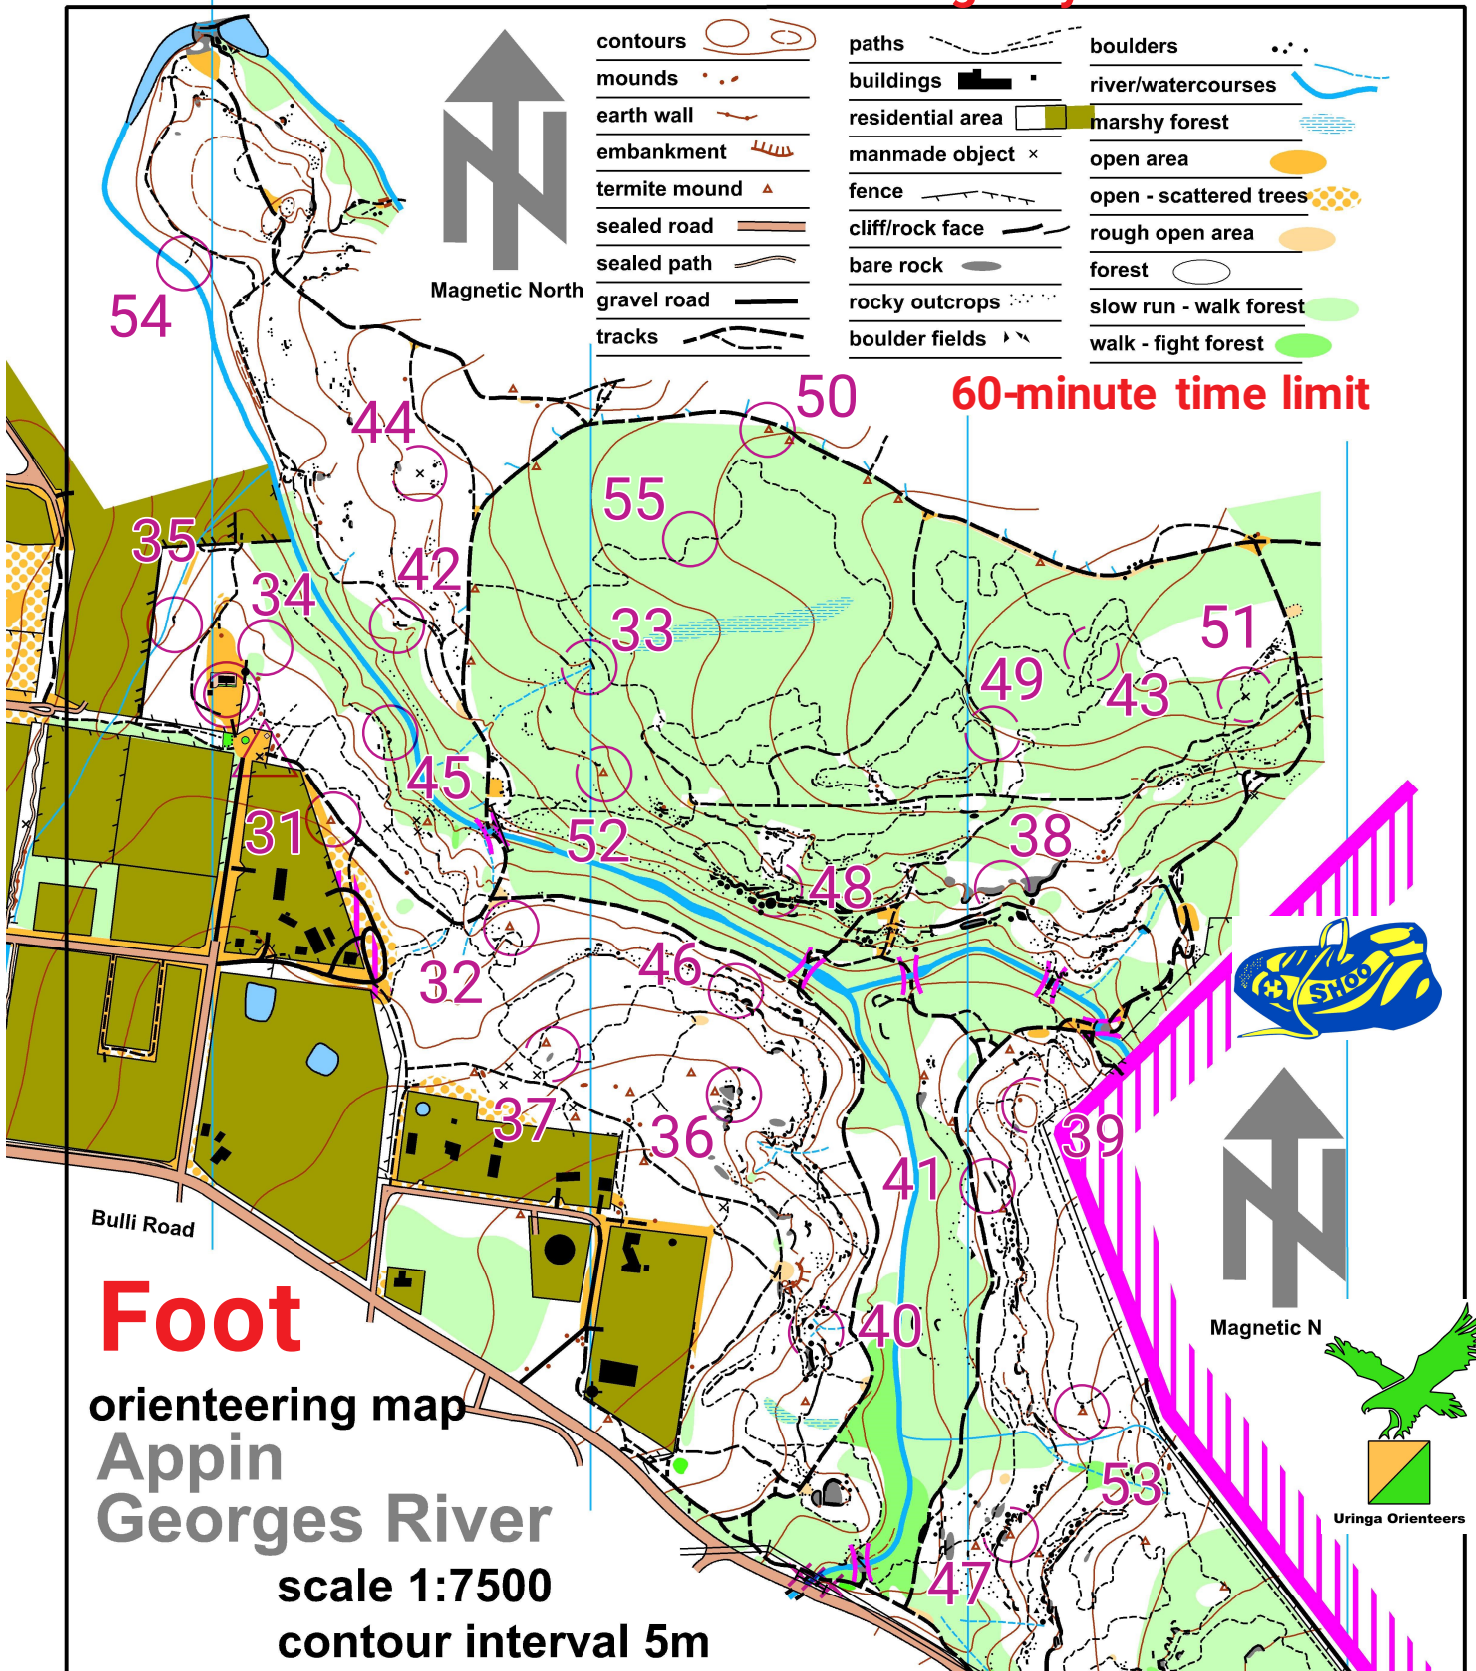 contours
mounds
earth wall
embankment
termite mound
sealed road
sealed path
gravel road
tracks
paths
buildings
residential area
manmade object
fence
cliff/rock face
bare rock
rocky outcrops
boulder fields
boulders
river/watercourses
marshy forest
open area
open - scattered trees
rough open area
forest
slow run - walk forest
walk - fight forest
Magnetic North
60-minute time limit
54
50
44
55
35
42
34
33
51
49
43
45
31
52
38
48
46
32
37
36
39
41
40
53
47
SHOO
Bulli Road
Magnetic N
Foot
orienteering map
Appin
Georges River
scale 1:7500
contour interval 5m
Uringa Orienteers